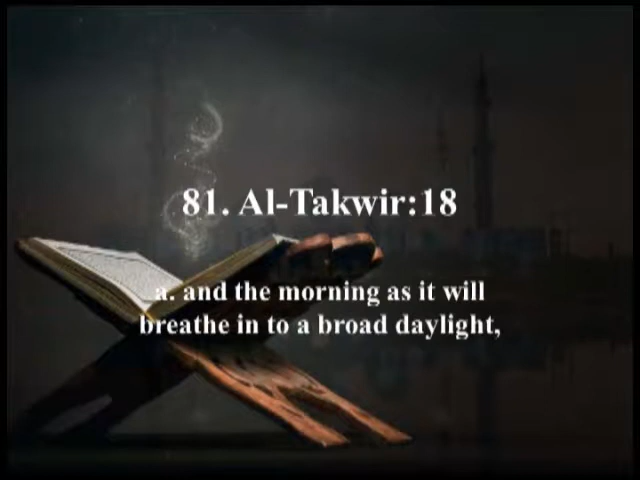 81. Al-Takwir:18
a. and the morning as it will
breathe in to a broad daylight,